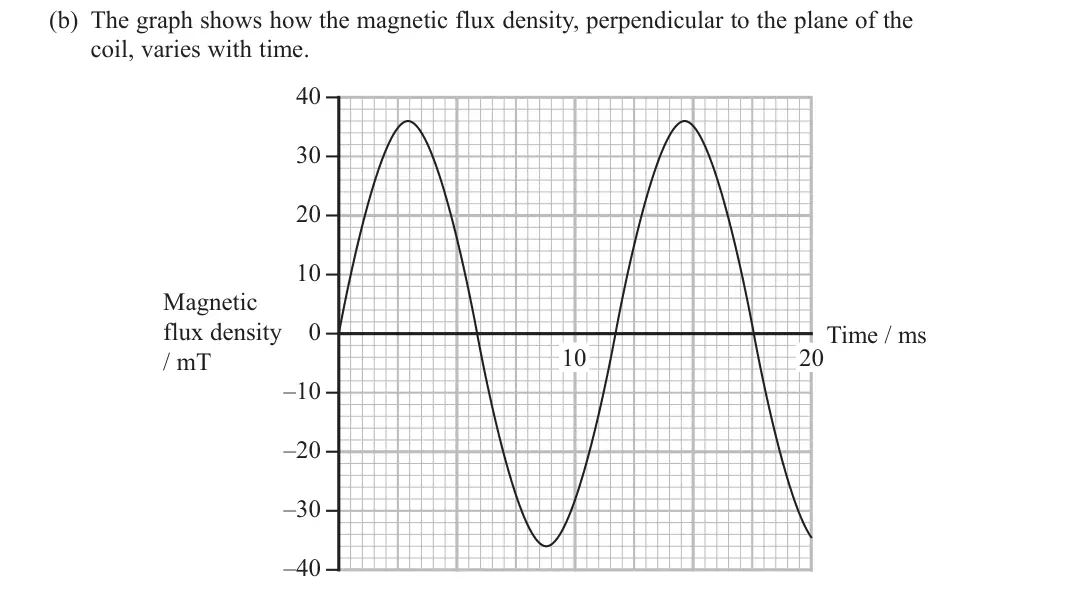 (b) The graph shows how the magnetic flux density, perpendicular to the plane of the
coil, varies with time.
40
30
20
10
Magnetic
flux density
/ mT
0
Time / ms
10
20
–10
–20
–30
–40